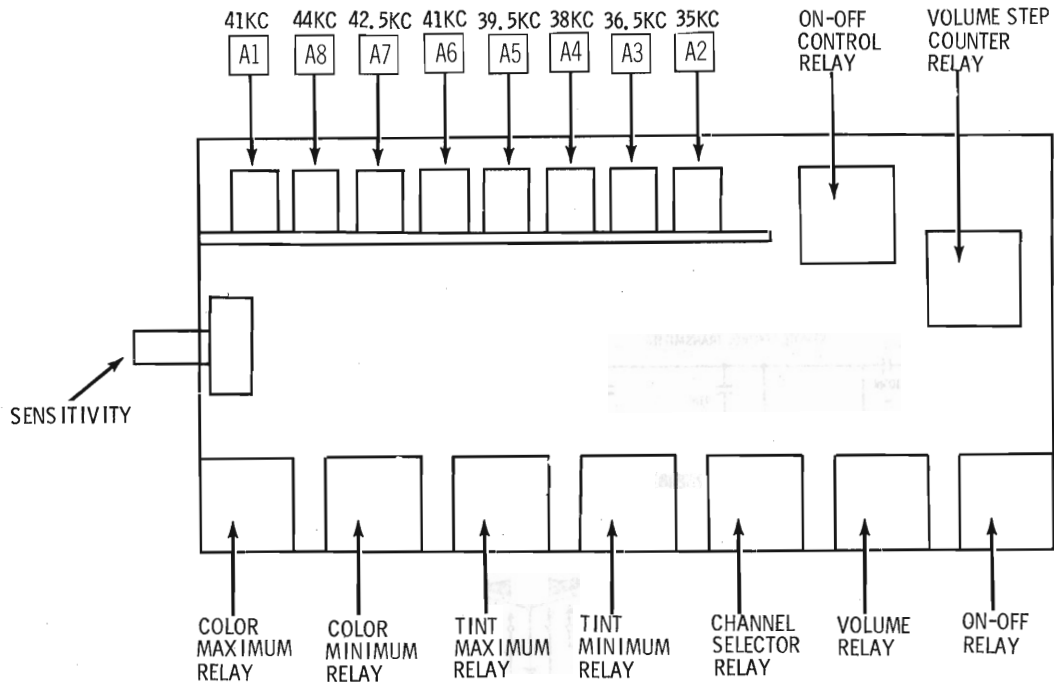 41KC 44KC 42.5KC 41KC 39.5KC 38KC 36.5KC 35KC
A1 A8 A7 A6 A5 A4 A3 A2
ON-OFF
CONTROL
RELAY
VOLUME STEP
COUNTER
RELAY
SENSITIVITY
COLOR
MAXIMUM
RELAY
COLOR
MINIMUM
RELAY
TINT
MAXIMUM
RELAY
TINT
MINIMUM
RELAY
CHANNEL
SELECTOR
RELAY
VOLUME
RELAY
ON-OFF
RELAY